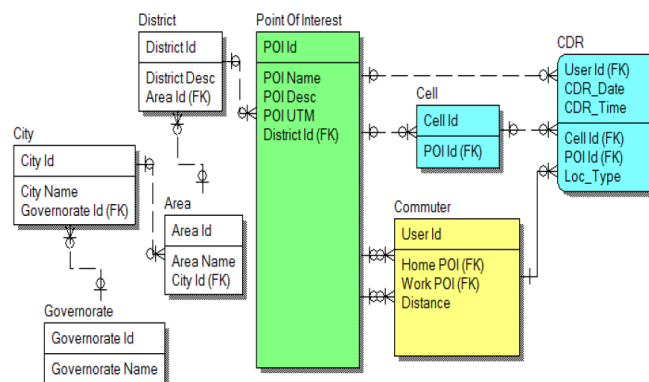 District
District Id
District Desc
Area Id (FK)
Point Of Interest
POI Id
POI Name
POI Desc
POI UTM
District Id (FK)
CDR
User Id (FK)
CDR_Date
CDR_Time
Cell Id (FK)
POI Id (FK)
Loc_Type
Cell
Cell Id
POI Id (FK)
City
City Id
City Name
Governorate Id (FK)
Area
Area Id
Area Name
City Id (FK)
Commuter
User Id
Home POI (FK)
Work POI (FK)
Distance
Governorate
Governorate Id
Governorate Name